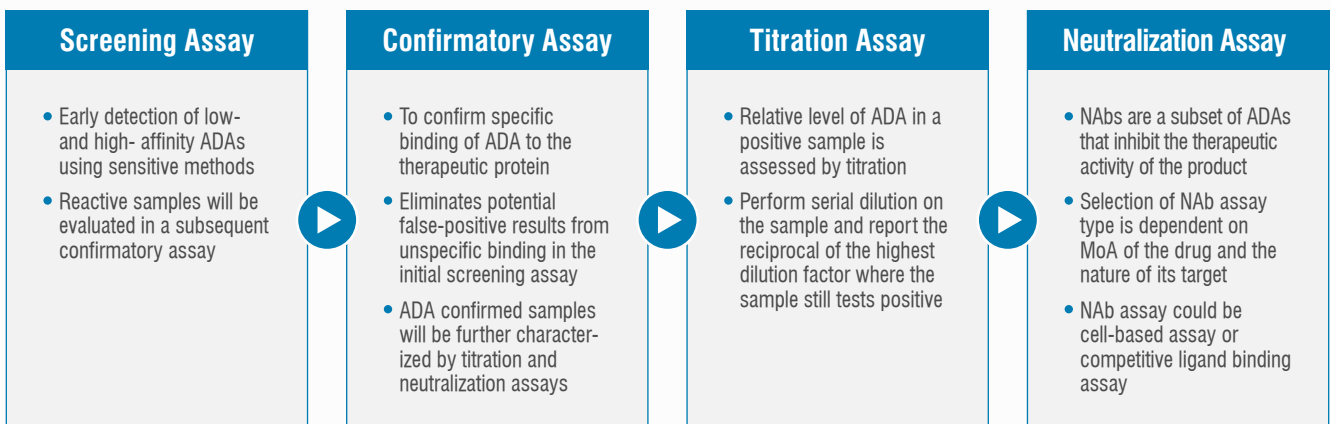 Screening Assay
Early detection of low-
and high- affinity ADAs
using sensitive methods
Reactive samples will be
evaluated in a subsequent
confirmatory assay
Confirmatory Assay
To confirm specific
binding of ADA to the
therapeutic protein
Eliminates potential
false-positive results from
unspecific binding in the
initial screening assay
ADA confirmed samples
will be further character-
ized by titration and
neutralization assays
Titration Assay
Relative level of ADA in a
positive sample is
assessed by titration
Perform serial dilution on
the sample and report the
reciprocal of the highest
dilution factor where the
sample still tests positive
Neutralization Assay
NAbs are a subset of ADAs
that inhibit the therapeutic
activity of the product
Selection of NAb assay
type is dependent on
MoA of the drug and the
nature of its target
NAb assay could be
cell-based assay or
competitive ligand binding
assay